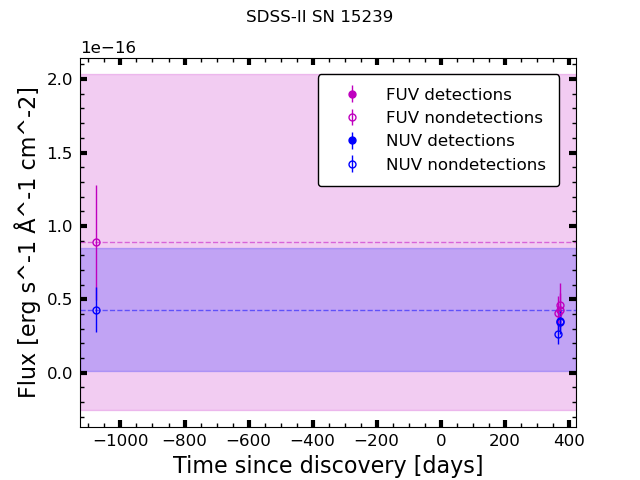 SDSS-II SN 15239
1e−16
2.0
1.5
1.0
0.5
0.0
Flux [erg s^-1 Å^-1 cm^-2]
FUV detections
FUV nondetections
NUV detections
NUV nondetections
−1000 −800 −600 −400 −200 0 200 400
Time since discovery [days]